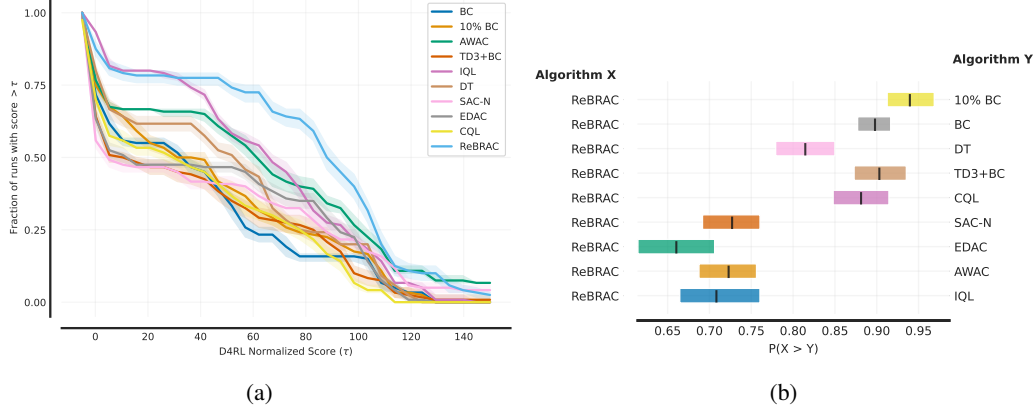 1.00
0.75
0.50
0.25
0.00
Fraction of runs with score > τ
0 20 40 60 80 100 120 140
D4RL Normalized Score (τ)
BC
10% BC
AWAC
TD3+BC
IQL
DT
SAC-N
EDAC
CQL
ReBRAC
(a)
Algorithm X Algorithm Y
ReBRAC 10% BC
ReBRAC BC
ReBRAC DT
ReBRAC TD3+BC
ReBRAC CQL
ReBRAC SAC-N
ReBRAC EDAC
ReBRAC AWAC
ReBRAC IQL
0.65 0.70 0.75 0.80 0.85 0.90 0.95
P(X > Y)
(b)